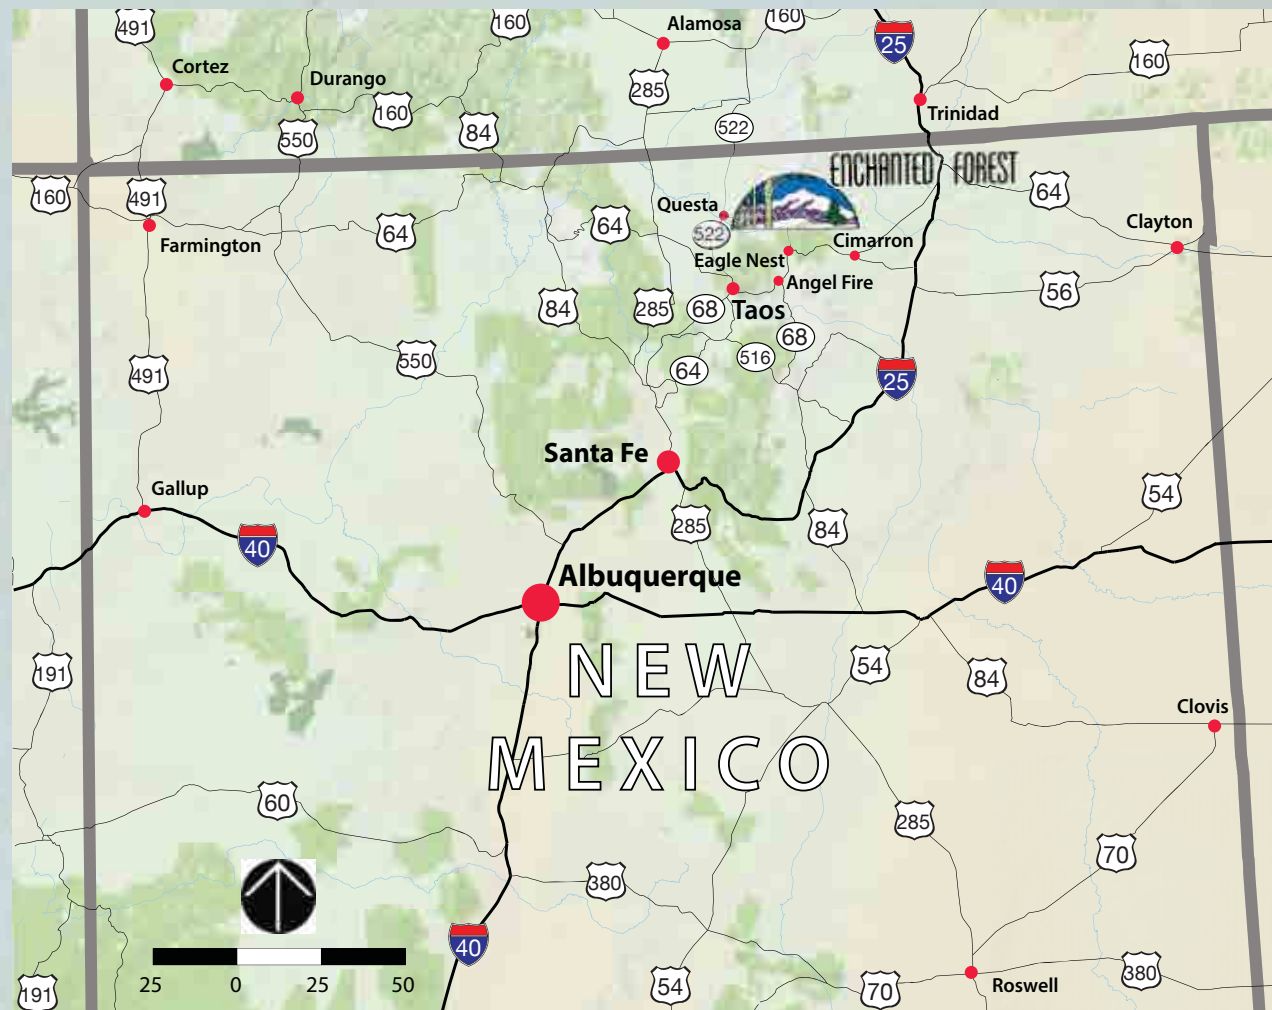 491
160
Alamosa
160
25
Cortez
Durango
285
160
160
Trinidad
550
84
522
ENCHANTED FOREST
160
491
Questa
64
Farmington
64
64
522
Cimarron
Clayton
Eagle Nest
Angel Fire
56
84
285
68
Taos
68
550
516
491
64
25
Santa Fe
Gallup
54
285
84
40
Albuquerque
40
NEW
54
191
84
Clovis
MEXICO
60
285
70
380
40
380
25 0 25 50
54
70
Roswell
191